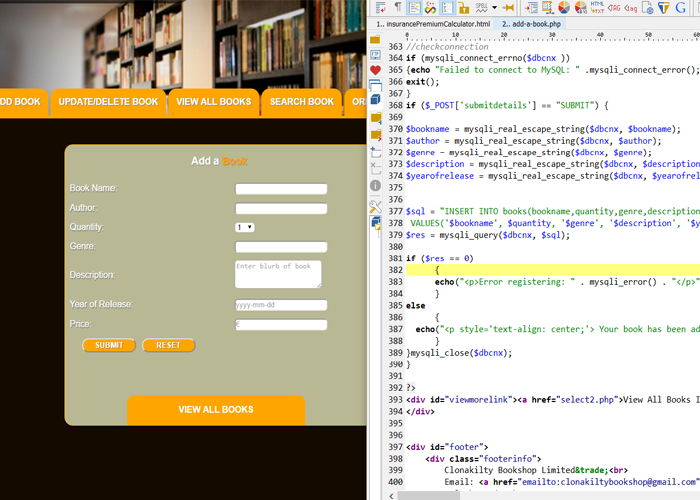 DD BOOK
UPDATE/DELETE BOOK
VIEW ALL BOOKS
SEARCH BOOK
OR
Add a Book
Book Name:
Author:
Quantity:
1
Genre:
Description:
Enter blurb of book
Year of Release:
yyyy-mm-dd
Price:
£
SUBMIT
RESET
VIEW ALL BOOKS
1.. insurancePremiumCalculator.html
2.. add-a-book.php
0 10 20 30 40 50
363 //checkconnection
364 if (mysqli_connect_errno($dbcnx ))
365 {echo "Failed to connect to MySQL: " .mysqli_connect_error();
366 exit();
367 }
368 if ($_POST['submitdetails'] == "SUBMIT") {
369
370 $bookname = mysqli_real_escape_string($dbcnx, $bookname);
371 $author = mysqli_real_escape_string($dbcnx, $author);
372 $genre - mysqli_real_escape_string($dbcnx, $genre);
373 $description = mysqli_real_escape_string($dbcnx, $description
374 $yearofrelease = mysqli_real_escape_string($dbcnx, $yearofrele
375
376
377 $sql = "INSERT INTO books(bookname,quantity,genre,description
378 VALUES('$bookname', $quantity, '$genre', '$description', '$y
379 $res = mysqli_query($dbcnx, $sql);
380
381 if ($res == 0)
382 {
383 echo("<p>Error registering: " . mysqli_error() . "</p>"
384 }
385 else
386 {
387 echo("<p style='text-align: center;'> Your book has been ad
388 }
389 }mysqli_close($dbcnx);
390 }
391
392 ?>
393 <div id="viewmorelink"><a href="select2.php">View All Books I
394 </div>
395
396
397 <div id="footer">
398 <div class="footerinfo">
399 Clonakilty Bookshop Limited&trade;<br>
400 Email: <a href="emailto:clonakiltybookshop@gmail.com"